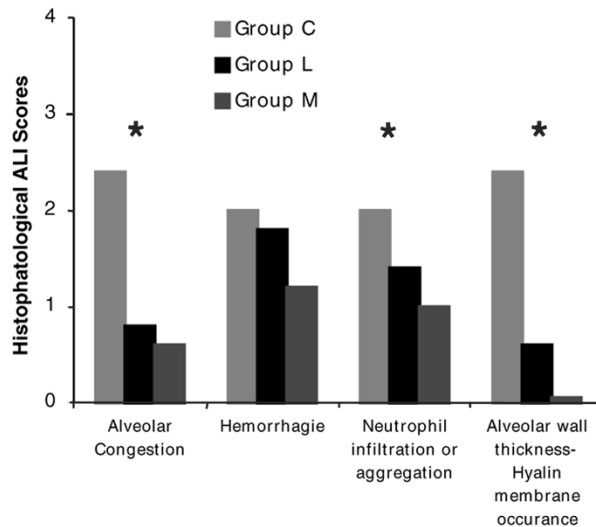 Histophatological ALI Scores
4
3
2
1
0
Group C
Group L
Group M
*
*
*
Alveolar
Congestion
Hemorrhagie
Neutrophil
infiltration or
aggregation
Alveolar wall
thickness-
Hyalin
membrane
occurance